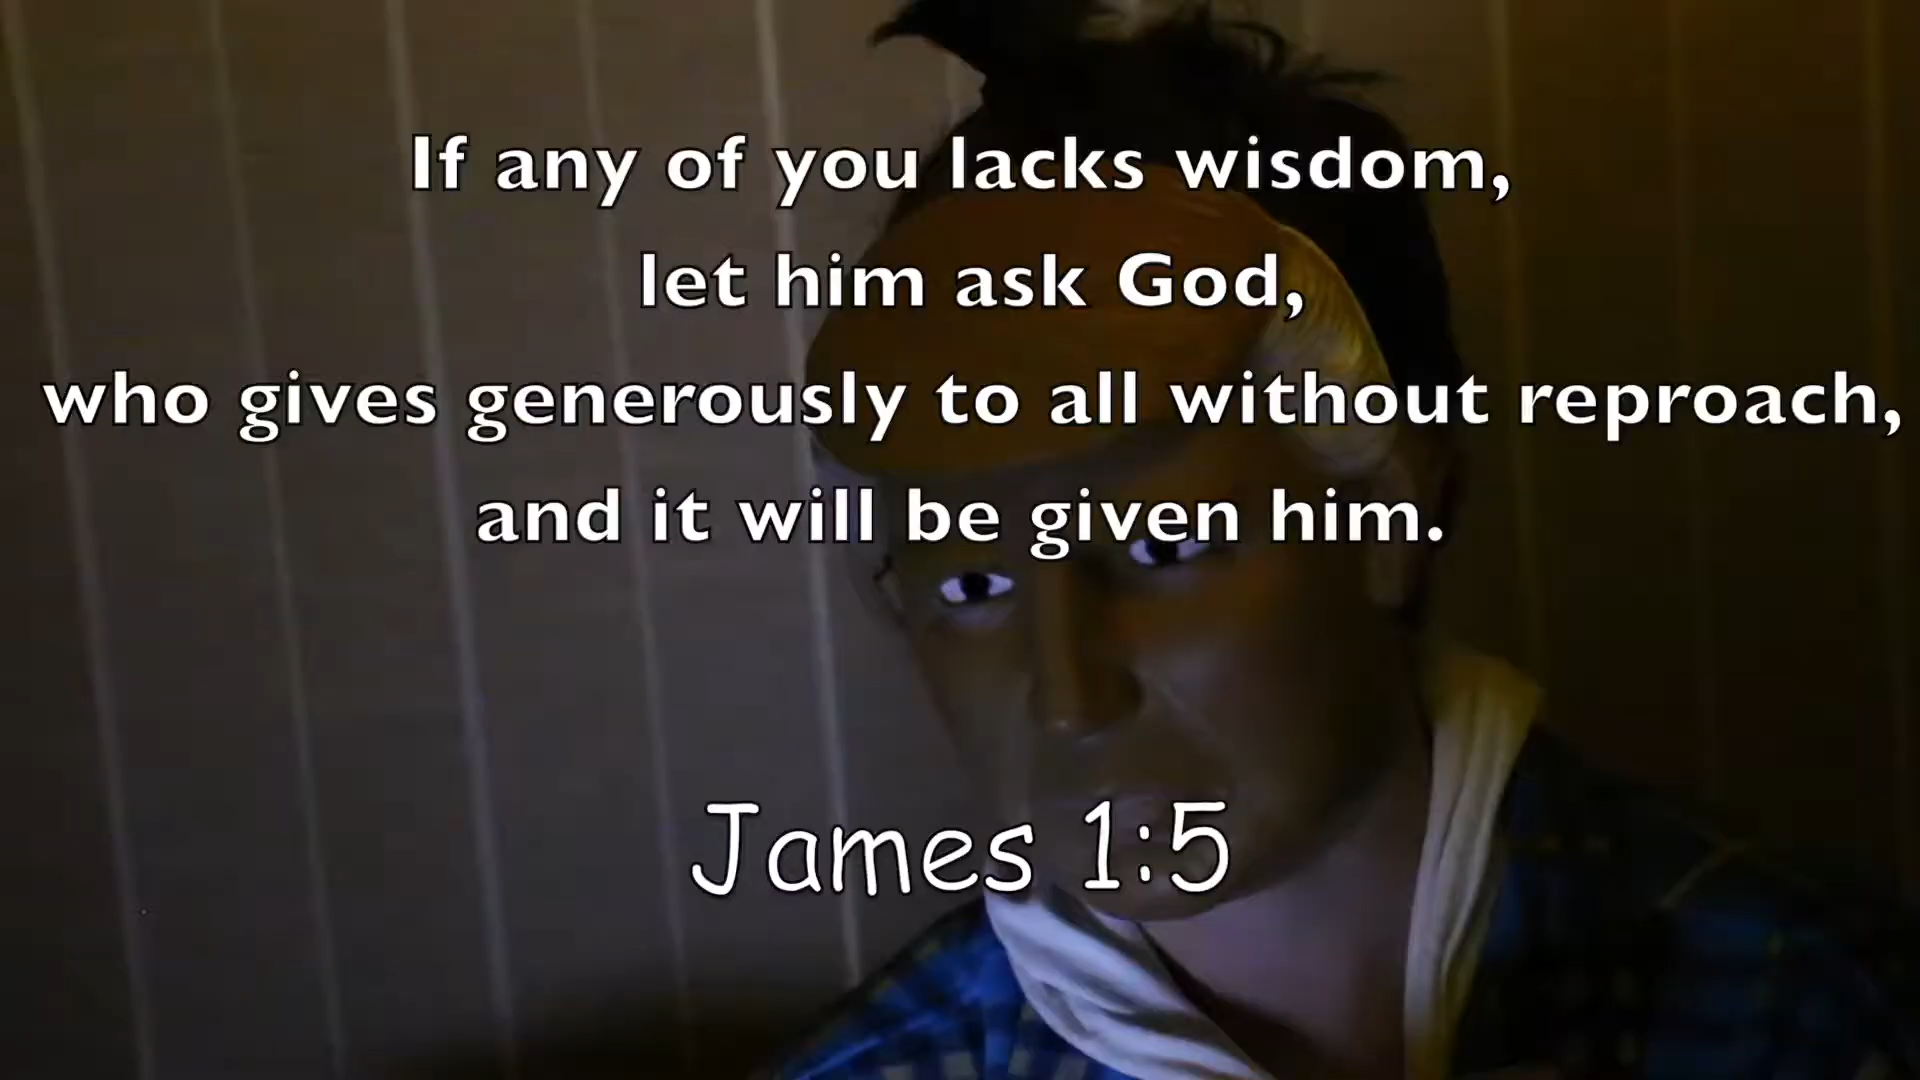 If any of you lacks wisdom,
let him ask God,
who gives generously to all without reproach,
and it will be given him.
James 1:5